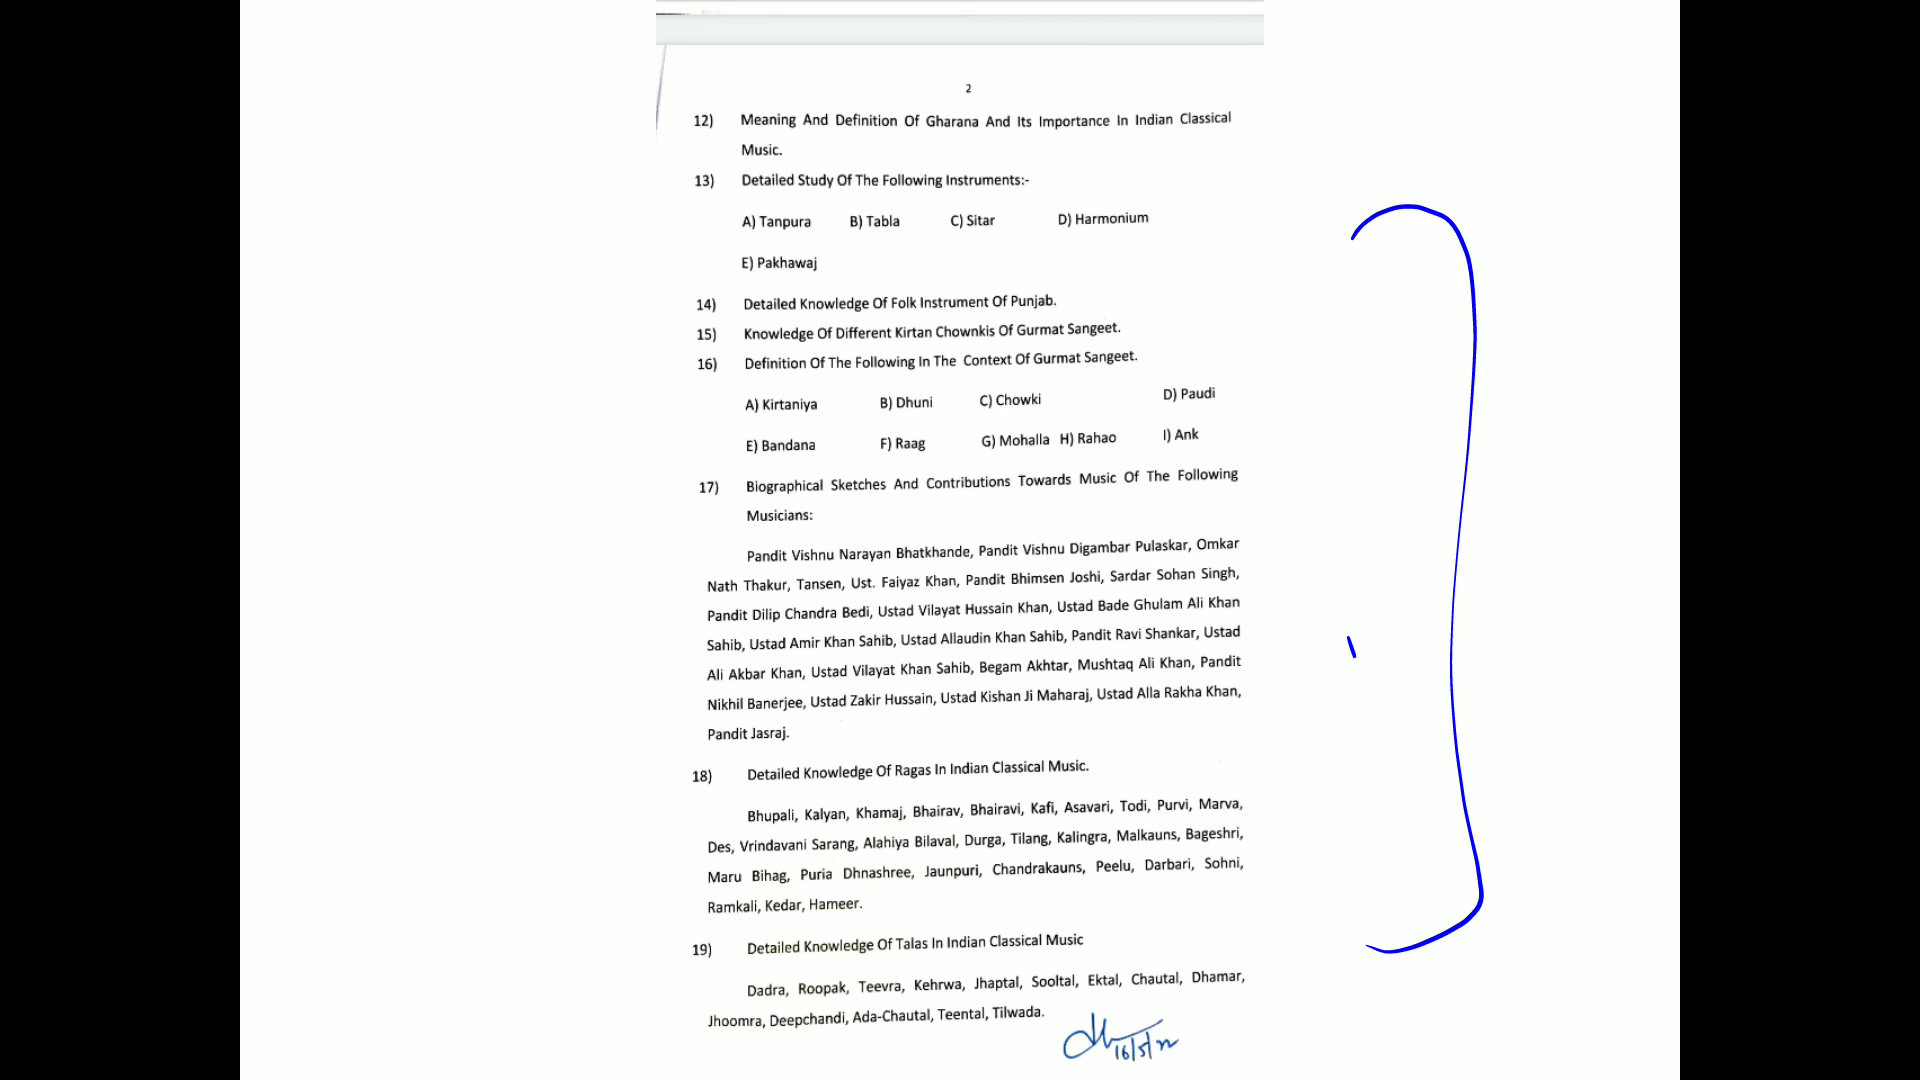 2
12) Meaning And Definition Of Gharana And Its Importance In Indian Classical
Music.
13) Detailed Study Of The Following Instruments:-
A) Tanpura B) Tabla C) Sitar D) Harmonium
E) Pakhawaj
14) Detailed Knowledge Of Folk Instrument Of Punjab.
15) Knowledge Of Different Kirtan Chownkis Of Gurmat Sangeet.
16) Definition Of The Following In The Context Of Gurmat Sangeet.
A) Kirtaniya B) Dhuni C) Chowki D) Paudi
E) Bandana F) Raag G) Mohalla H) Rahao I) Ank
17) Biographical Sketches And Contributions Towards Music Of The Following
Musicians:
Pandit Vishnu Narayan Bhatkhande, Pandit Vishnu Digambar Pulaskar, Omkar
Nath Thakur, Tansen, Ust. Faiyaz Khan, Pandit Bhimsen Joshi, Sardar Sohan Singh,
Pandit Dilip Chandra Bedi, Ustad Vilayat Hussain Khan, Ustad Bade Ghulam Ali Khan
Sahib, Ustad Amir Khan Sahib, Ustad Allaudin Khan Sahib, Pandit Ravi Shankar, Ustad
Ali Akbar Khan, Ustad Vilayat Khan Sahib, Begam Akhtar, Mushtaq Ali Khan, Pandit
Nikhil Banerjee, Ustad Zakir Hussain, Ustad Kishan Ji Maharaj, Ustad Alla Rakha Khan,
Pandit Jasraj.
18) Detailed Knowledge Of Ragas In Indian Classical Music.
Bhupali, Kalyan, Khamaj, Bhairav, Bhairavi, Kafi, Asavari, Todi, Purvi, Marva,
Des, Vrindavani Sarang, Alahiya Bilaval, Durga, Tilang, Kalingra, Malkauns, Bageshri,
Maru Bihag, Puria Dhnashree, Jaunpuri, Chandrakauns, Peelu, Darbari, Sohni,
Ramkali, Kedar, Hameer.
19) Detailed Knowledge Of Talas In Indian Classical Music
Dadra, Roopak, Teevra, Kehrwa, Jhaptal, Sooltal, Ektal, Chautal, Dhamar,
Jhoomra, Deepchandi, Ada-Chautal, Teental, Tilwada.
16/5/22